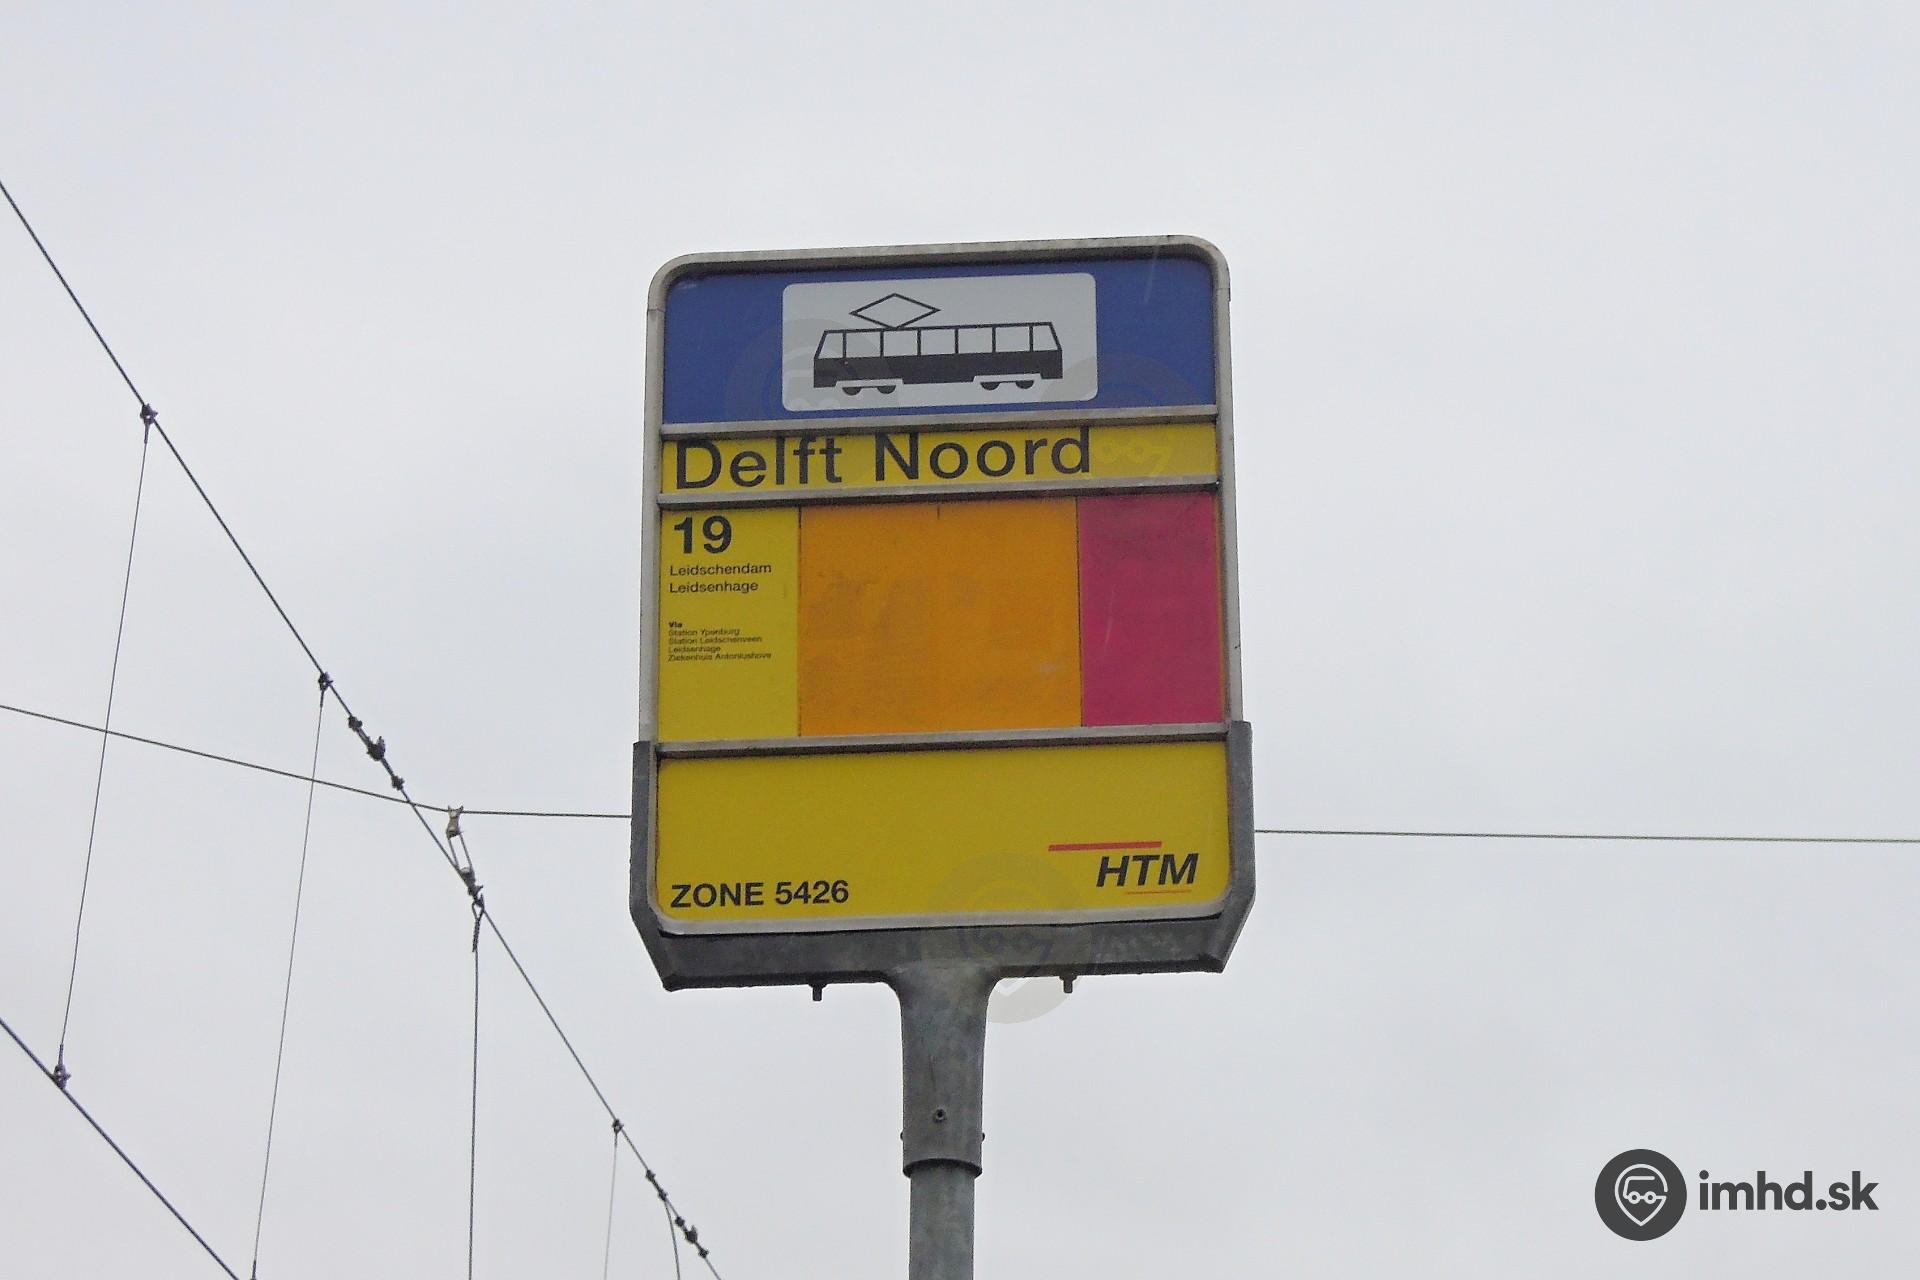 Delft Noord
19
Leidschendam
Leidsenhage
Via
Station Ypenburg
Station Leidschenveen
Leidsenhage
Ziekenhuis Antoniushove
HTM
ZONE 5426
imhd.sk